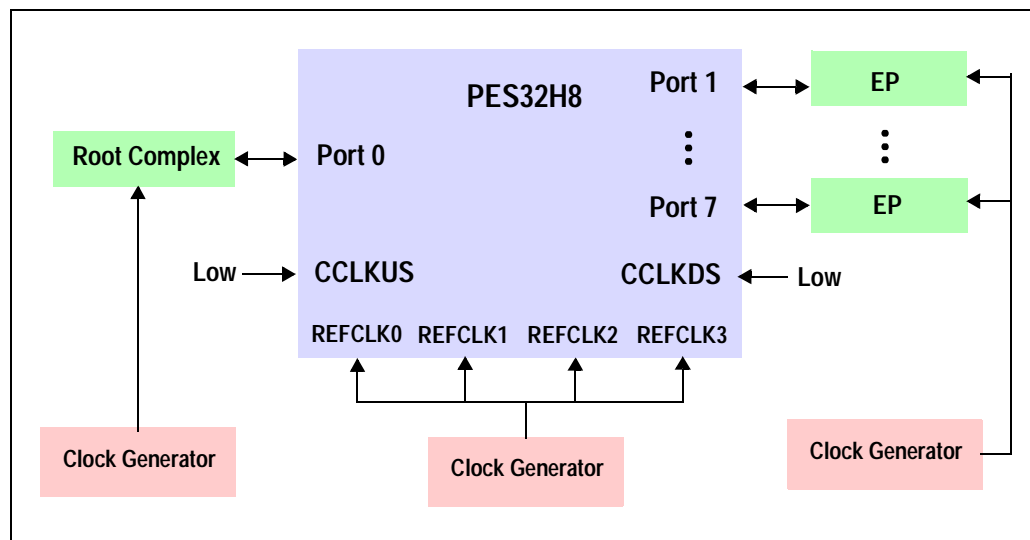 PES32H8
Port 1
EP
Root Complex
Port 0
Port 7
EP
Low
CCLKUS
CCLKDS
Low
REFCLK0
REFCLK1
REFCLK2
REFCLK3
Clock Generator
Clock Generator
Clock Generator